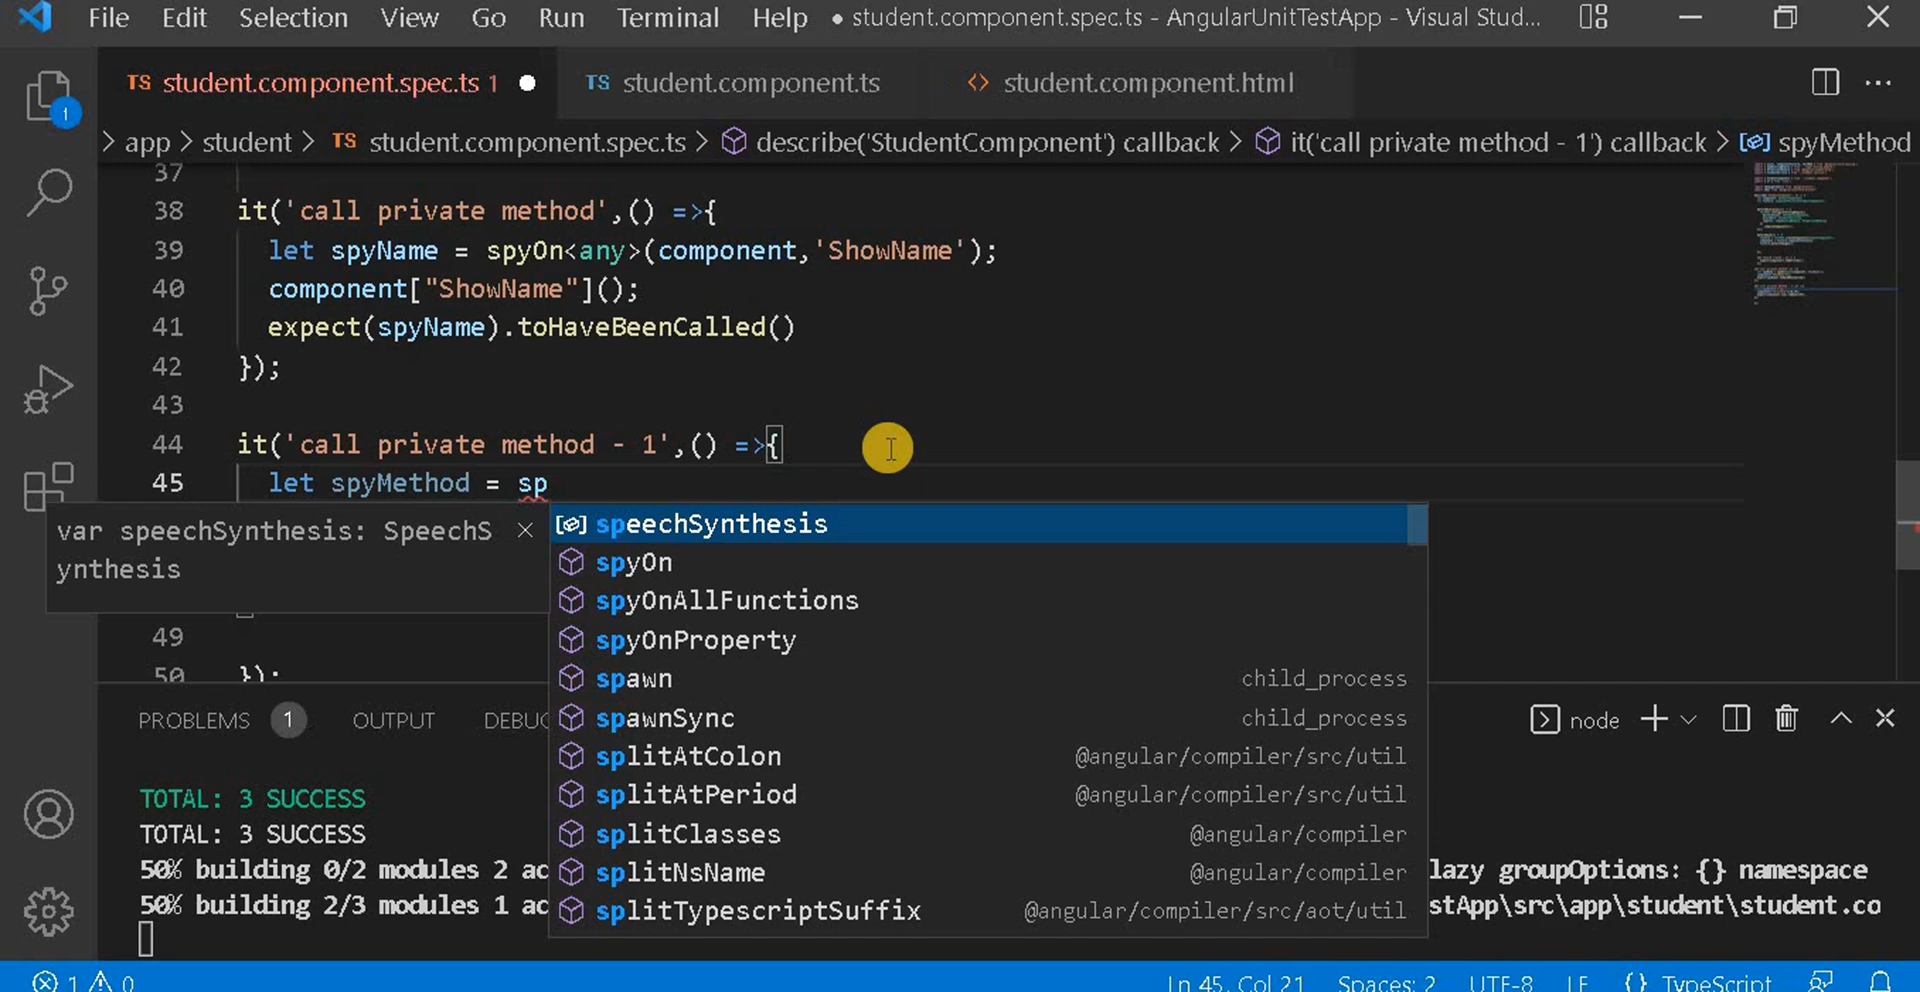 File Edit Selection View Go Run Terminal Help ● student.component.spec.ts - AngularUnitTestApp - Visual Stud...
TS student.component.spec.ts 1 ● TS student.component.ts <> student.component.html ...
1
> app > student > TS student.component.spec.ts > describe('StudentComponent') callback > it('call private method - 1') callback > spyMethod
37
38 it('call private method',() =>{
39 let spyName = spyOn<any>(component,'ShowName');
40 component["ShowName"]();
41 expect(spyName).toHaveBeenCalled()
42 });
43
44 it('call private method - 1',() =>{
45 let spyMethod = sp
var speechSynthesis: SpeechS
ynthesis
speechSynthesis
spyOn
spyOnAllFunctions
spyOnProperty
spawn child_process
spawnSync child_process
splitAtColon @angular/compiler/src/util
splitAtPeriod @angular/compiler/src/util
splitClasses @angular/compiler
splitNsName @angular/compiler
splitTypescriptSuffix @angular/compiler/src/aot/util
49
50 });
PROBLEMS 1 OUTPUT DEBUG node
TOTAL: 3 SUCCESS
TOTAL: 3 SUCCESS
50% building 0/2 modules 2 ac lazy groupOptions: {} namespace
50% building 2/3 modules 1 ac stApp\src\app\student\student.co
1 0 Ln 45, Col 21 Spaces: 2 UTF-8 LF {} TypeScript